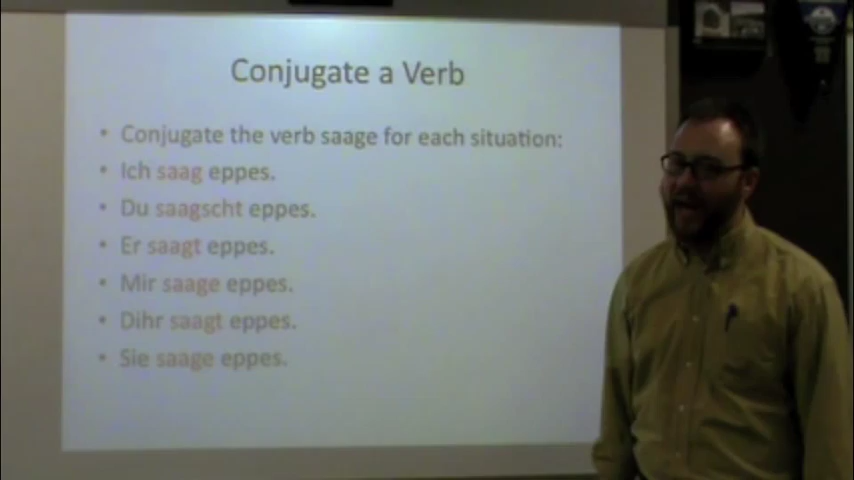 Conjugate a Verb
• Conjugate the verb saage for each situation:
• Ich saag eppes.
• Du saagscht eppes.
• Er saagt eppes.
• Mir saage eppes.
• Dihr saagt eppes.
• Sie saage eppes.